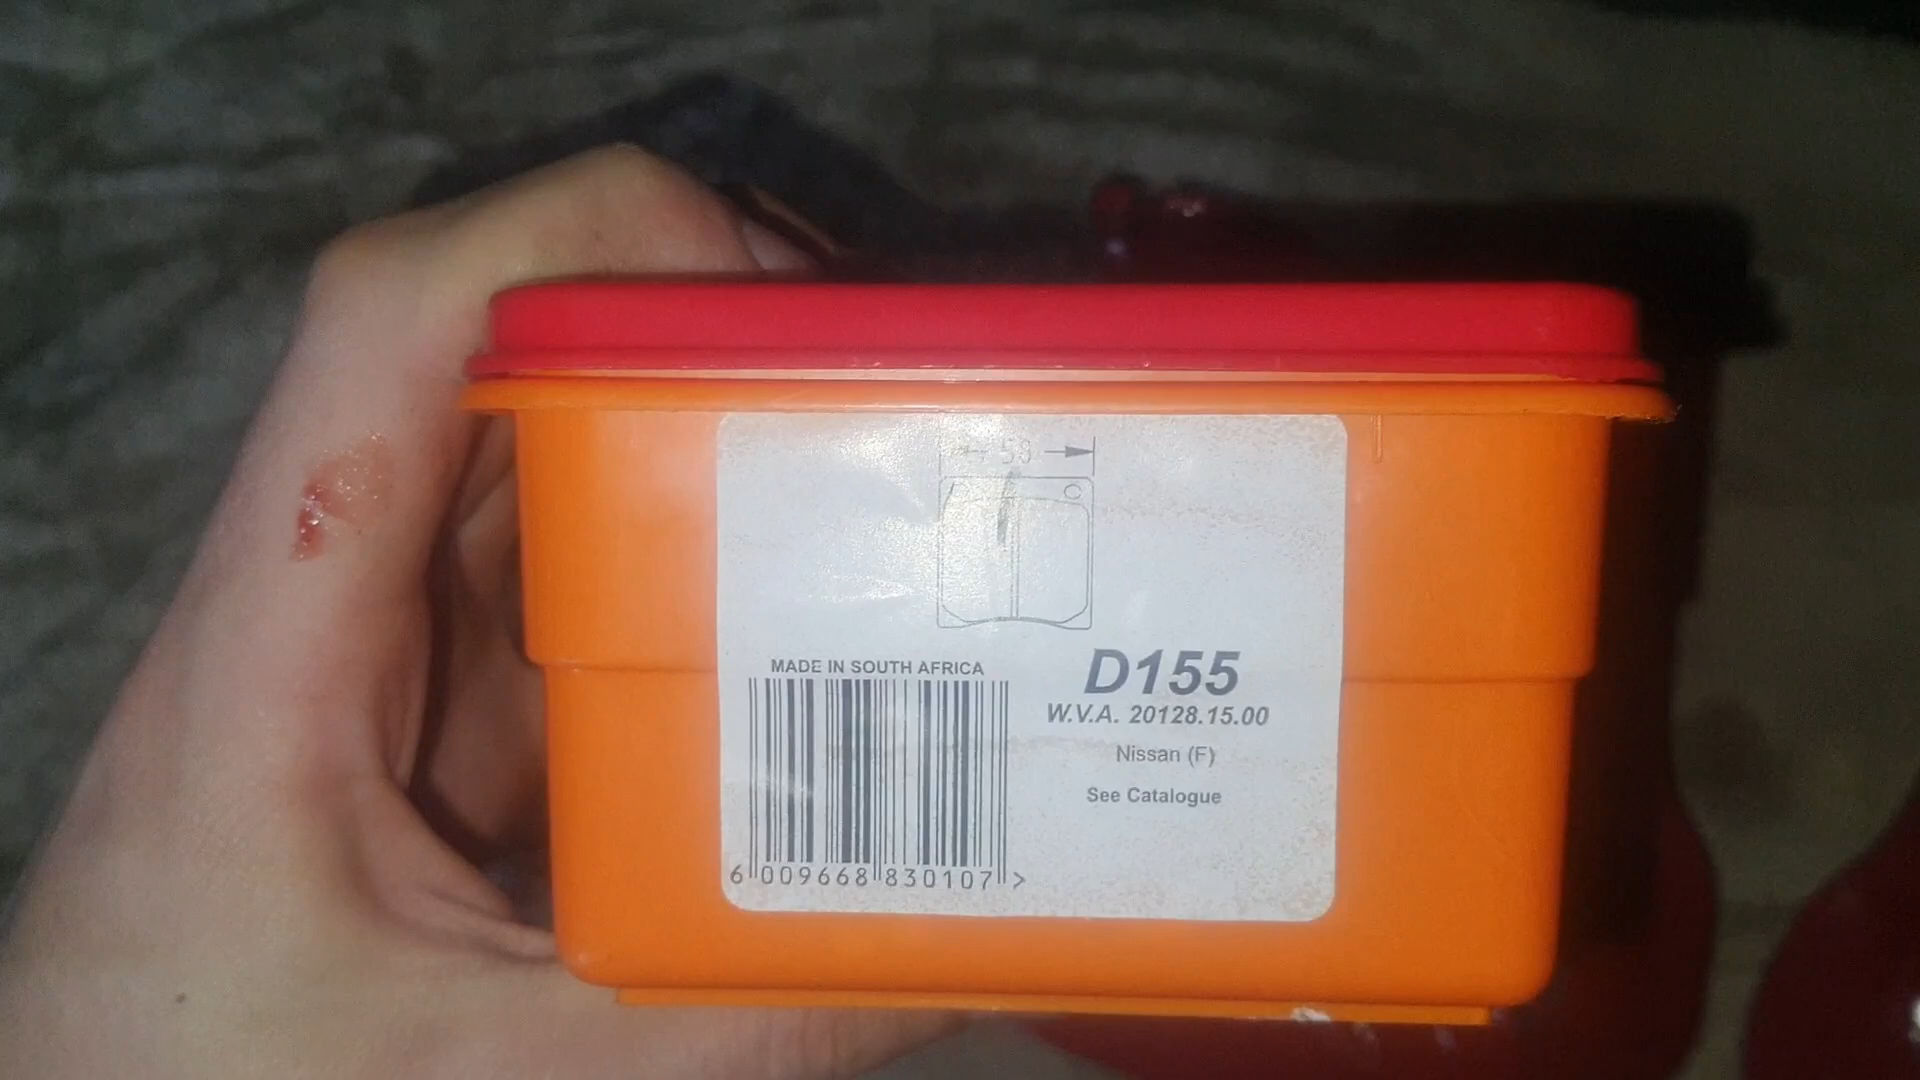 58
MADE IN SOUTH AFRICA
D155
W.V.A. 20128.15.00
Nissan (F)
See Catalogue
6 009668 830107 >